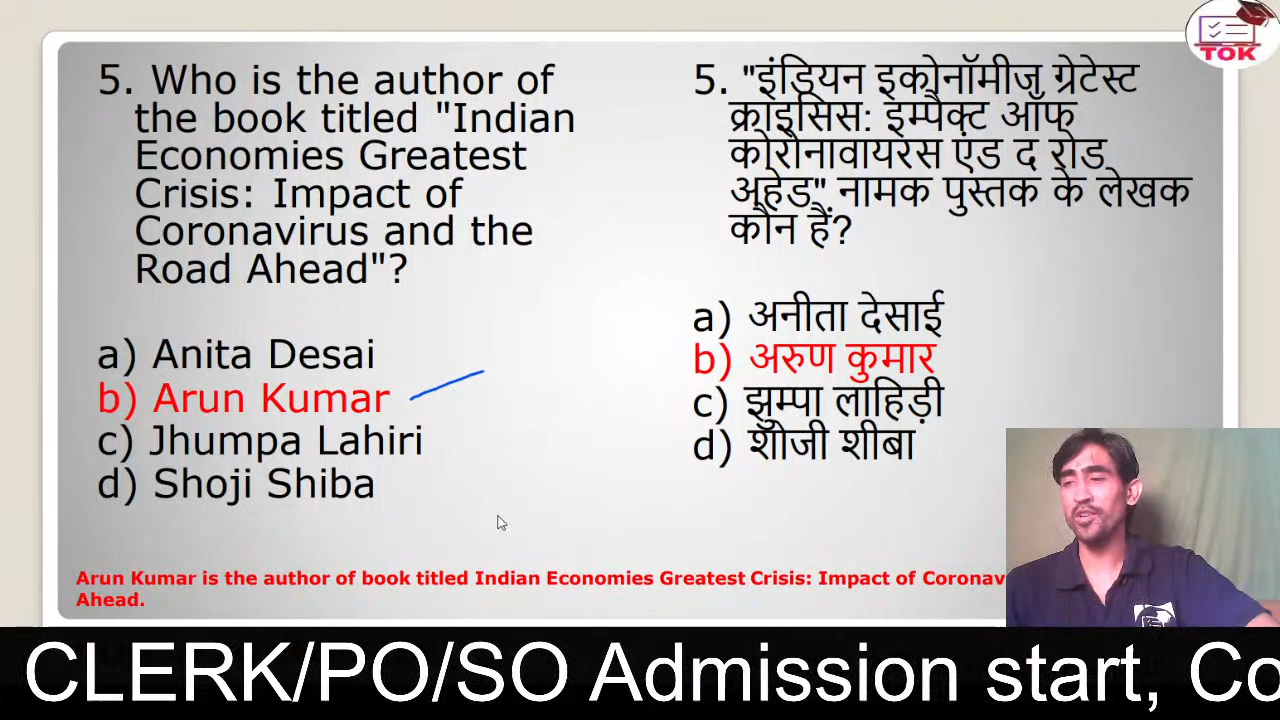 TOK
5. Who is the author of
the book titled "Indian
Economies Greatest
Crisis: Impact of
Coronavirus and the
Road Ahead"?
a) Anita Desai
b) Arun Kumar
c) Jhumpa Lahiri
d) Shoji Shiba
5. "इंडियन इकोनॉमीज ग्रेटेस्ट
क्राइसिस: इम्पैक्ट ऑफ
कोरोनावायरस एंड द रोड
अहेड" नामक पुस्तक के लेखक
कौन हैं?
a) अनीता देसाई
b) अरुण कुमार
c) झुम्पा लाहिड़ी
d) शोजी शीबा
Arun Kumar is the author of book titled Indian Economies Greatest Crisis: Impact of Coronav
Ahead.
CLERK/PO/SO Admission start, Co